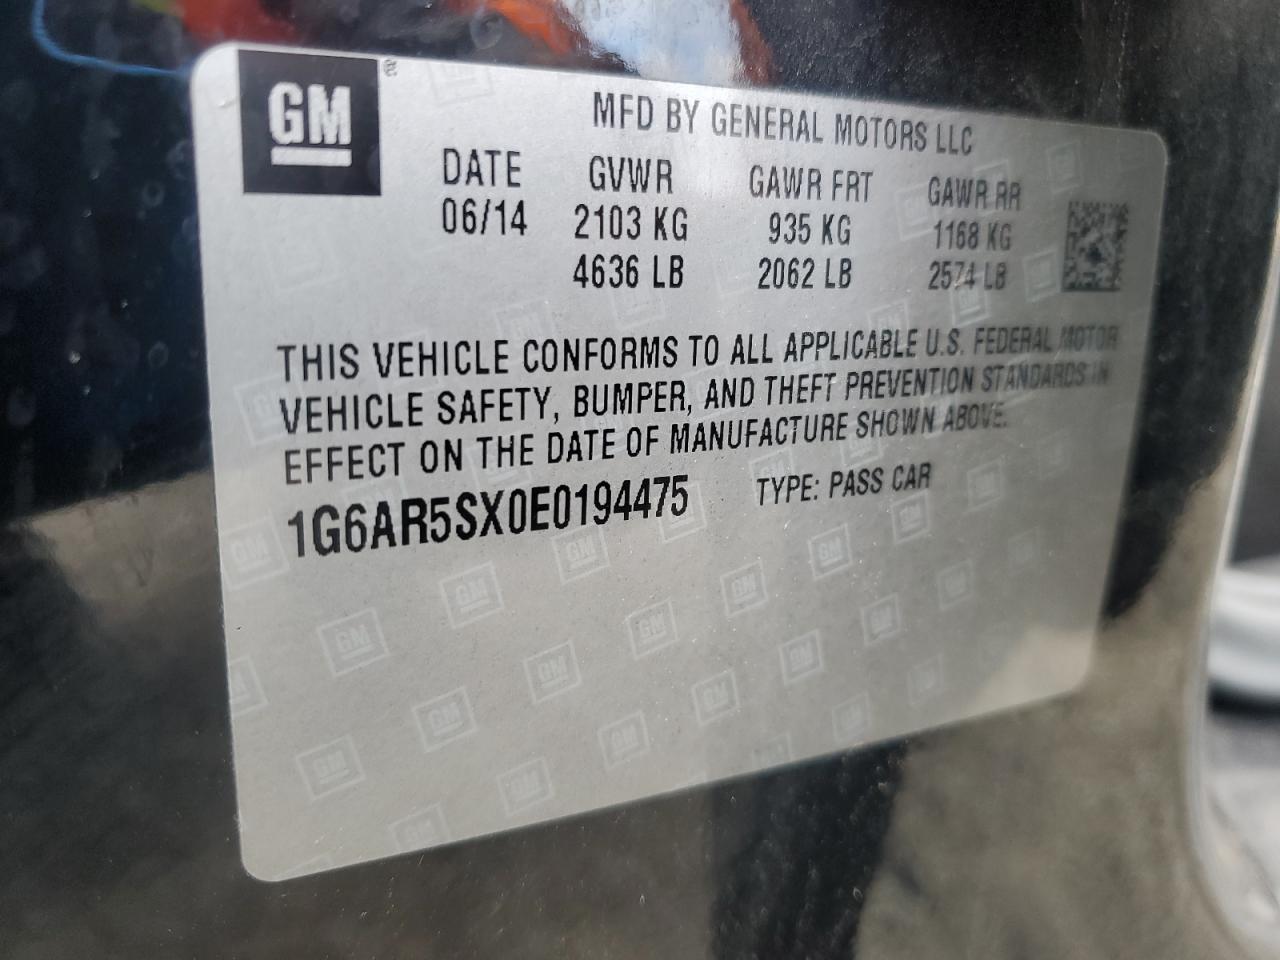 GM ®
MFD BY GENERAL MOTORS LLC
DATE GVWR GAWR FRT GAWR RR
06/14 2103 KG 935 KG 1168 KG
4636 LB 2062 LB 2574 LB
THIS VEHICLE CONFORMS TO ALL APPLICABLE U.S. FEDERAL MOTOR
VEHICLE SAFETY, BUMPER, AND THEFT PREVENTION STANDARDS IN
EFFECT ON THE DATE OF MANUFACTURE SHOWN ABOVE.
1G6AR5SX0E0194475 TYPE: PASS CAR